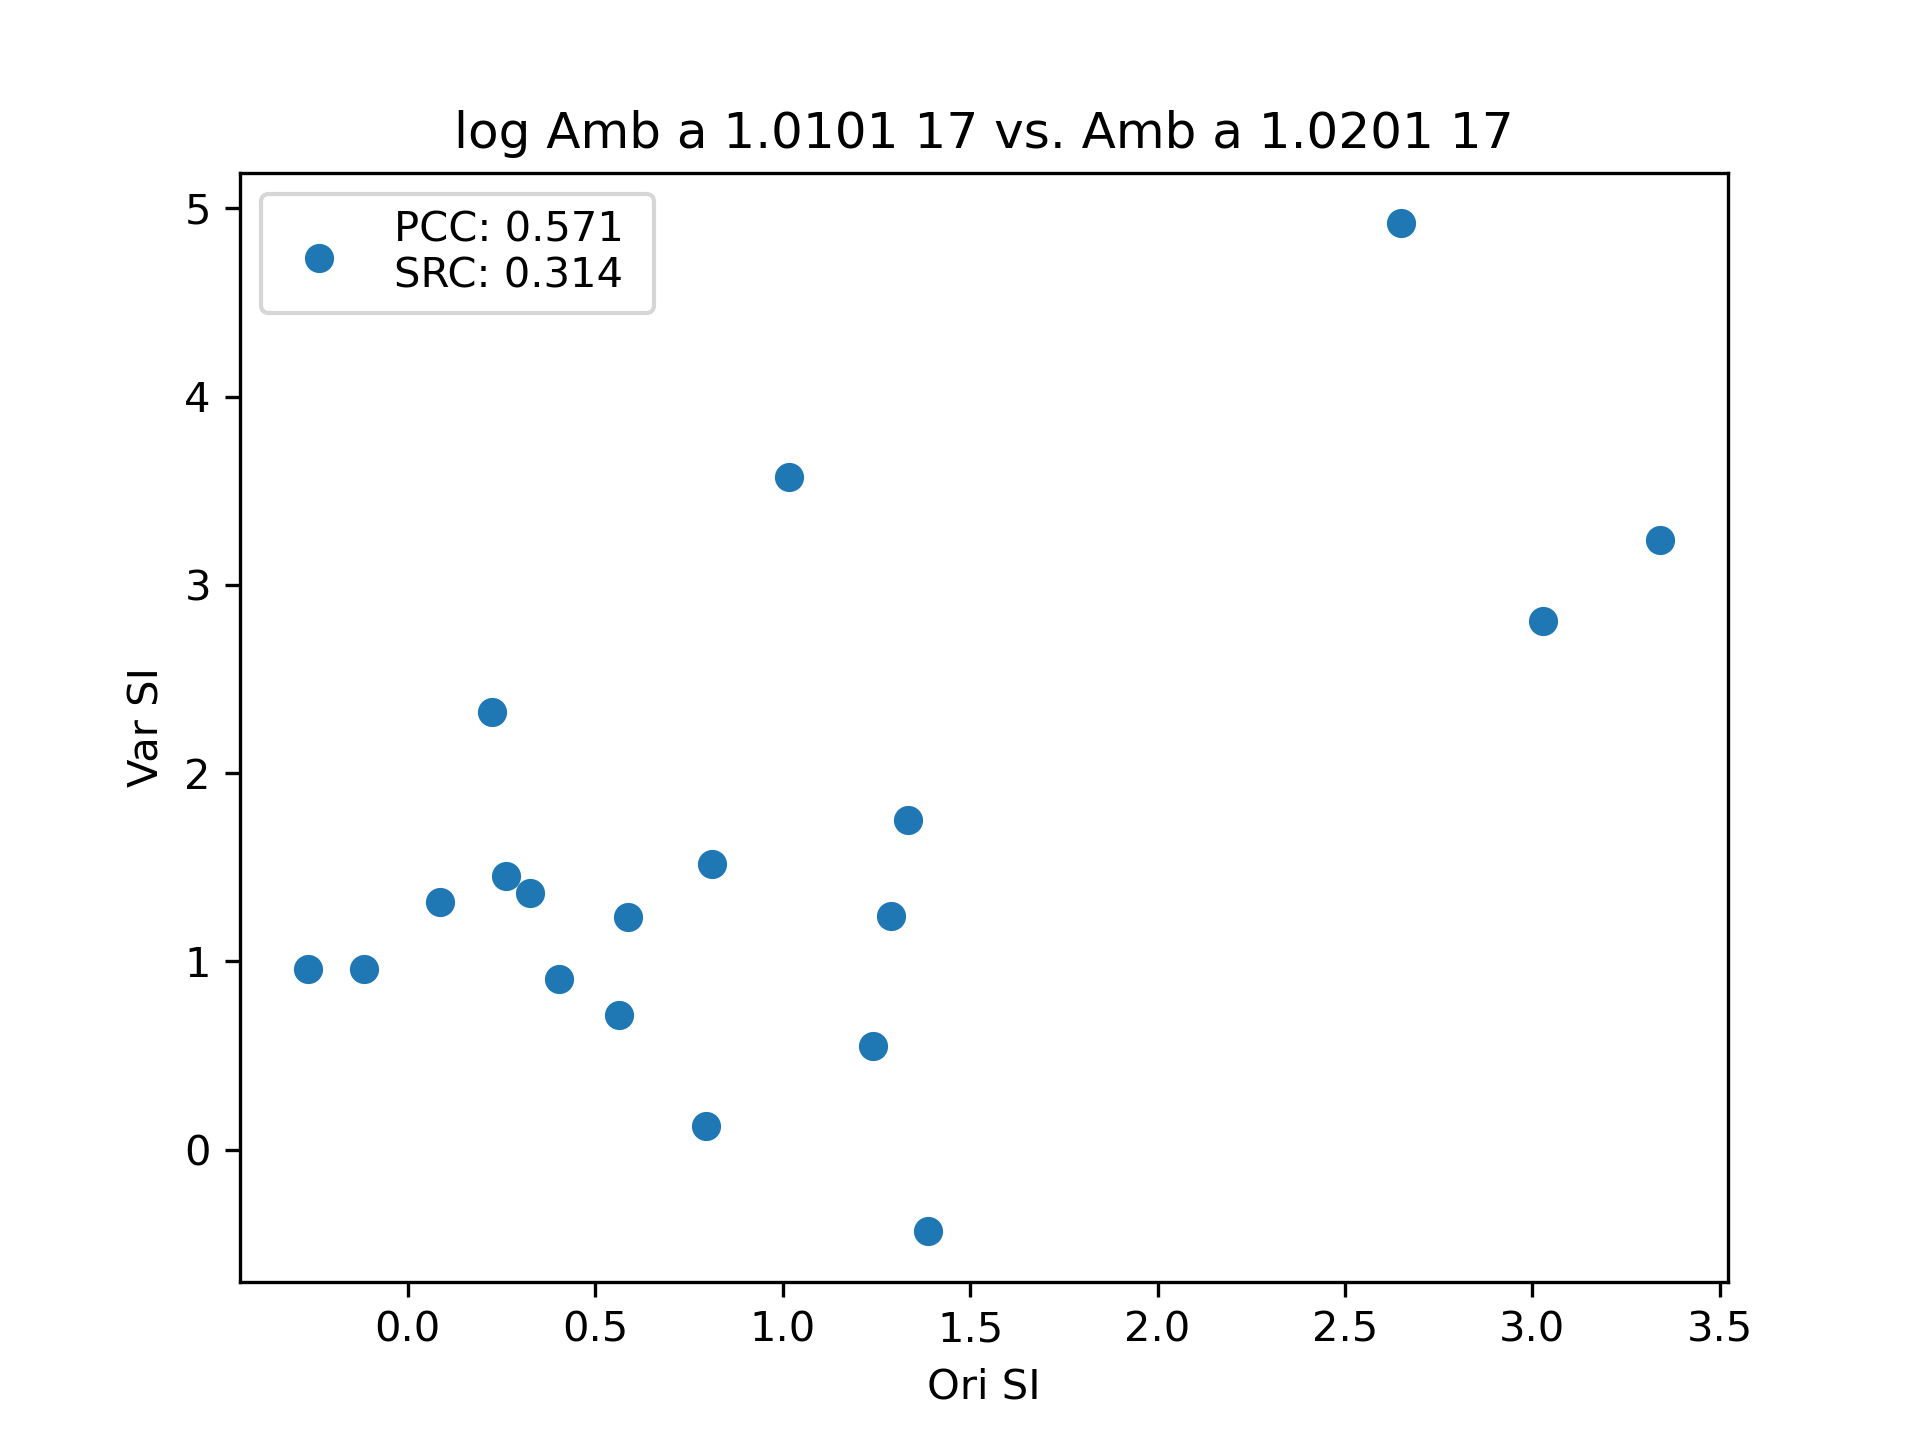 log Amb a 1.0101 17 vs. Amb a 1.0201 17
PCC: 0.571
SRC: 0.314
5
4
3
2
1
0
Var SI
0.0 0.5 1.0 1.5 2.0 2.5 3.0 3.5
Ori SI